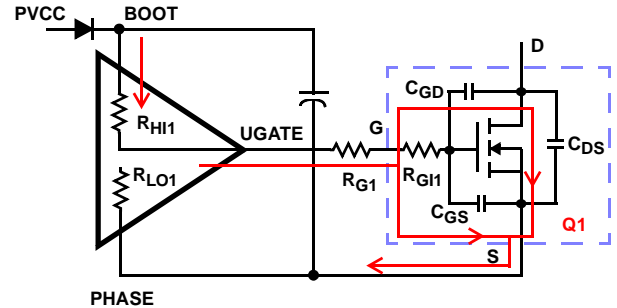 PVCC
BOOT
D
CGD
RHI1
UGATE
G
CDS
RLO1
RG1
RGI1
CGS
Q1
S
PHASE